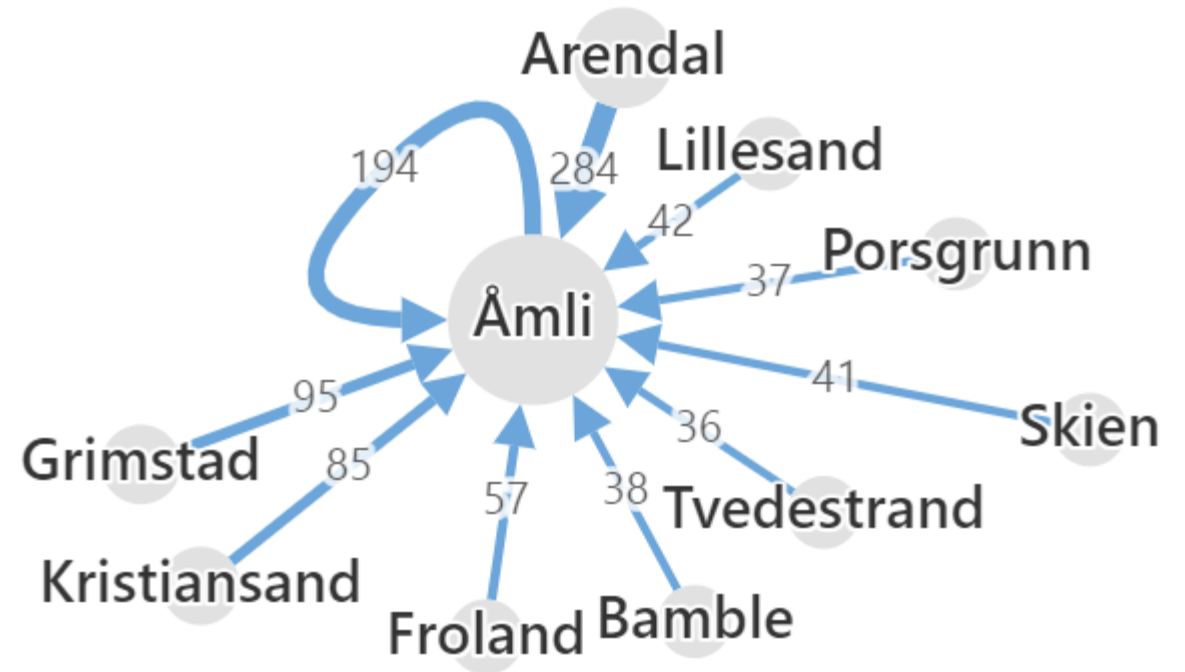 Arendal
194
284
Lillesand
42
Porsgrunn
37
Åmli
41
95
36
Skien
Grimstad
85
57
38
Tvedestrand
Kristiansand
Froland
Bamble